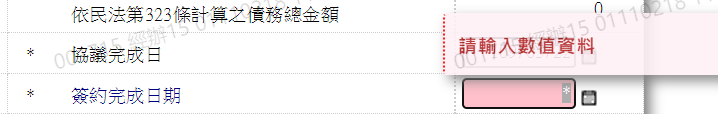 依民法第323條計算之債務總金額 0
* 協議完成日
請輸入數值資料
* 簽約完成日期 *